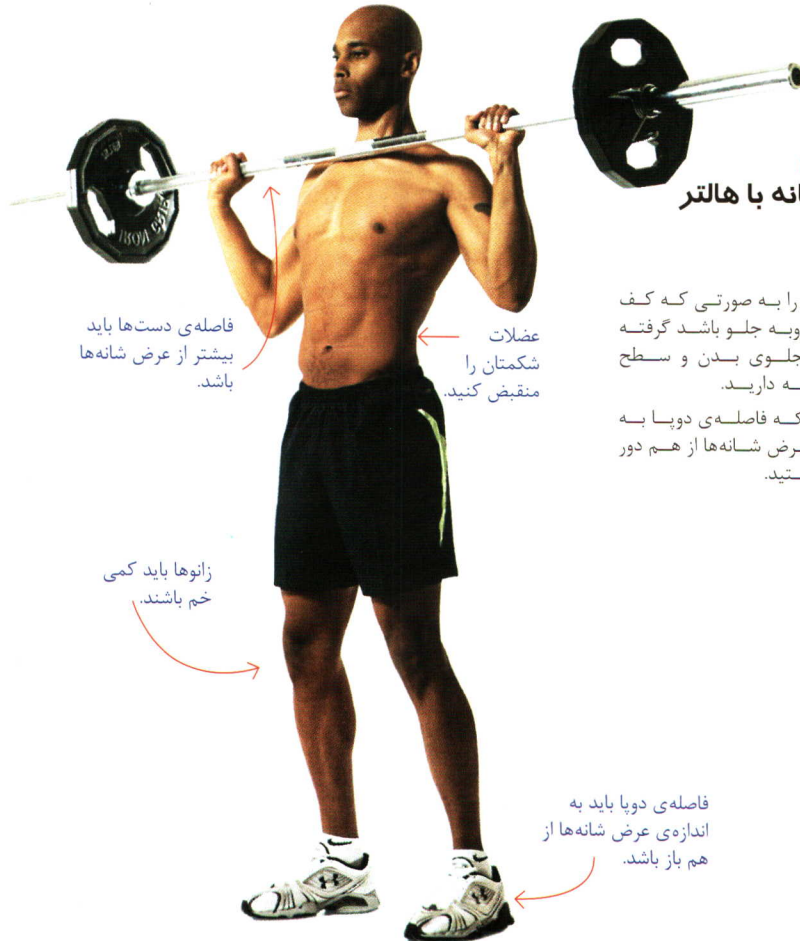 انه با هالتر
را به صورتی که کف
وبه جلو باشد گرفته
جلوی بدن و سطح
ه دارید.
که فاصله‌ی دوپا به
رض شانه‌ها از هم دور
تید.
فاصله‌ی دست‌ها باید
بیشتر از عرض شانه‌ها
باشد.
عضلات
شکمتان را
منقبض کنید.
زانوها باید کمی
خم باشند.
فاصله‌ی دوپا باید به
اندازه‌ی عرض شانه‌ها از
هم باز باشد.